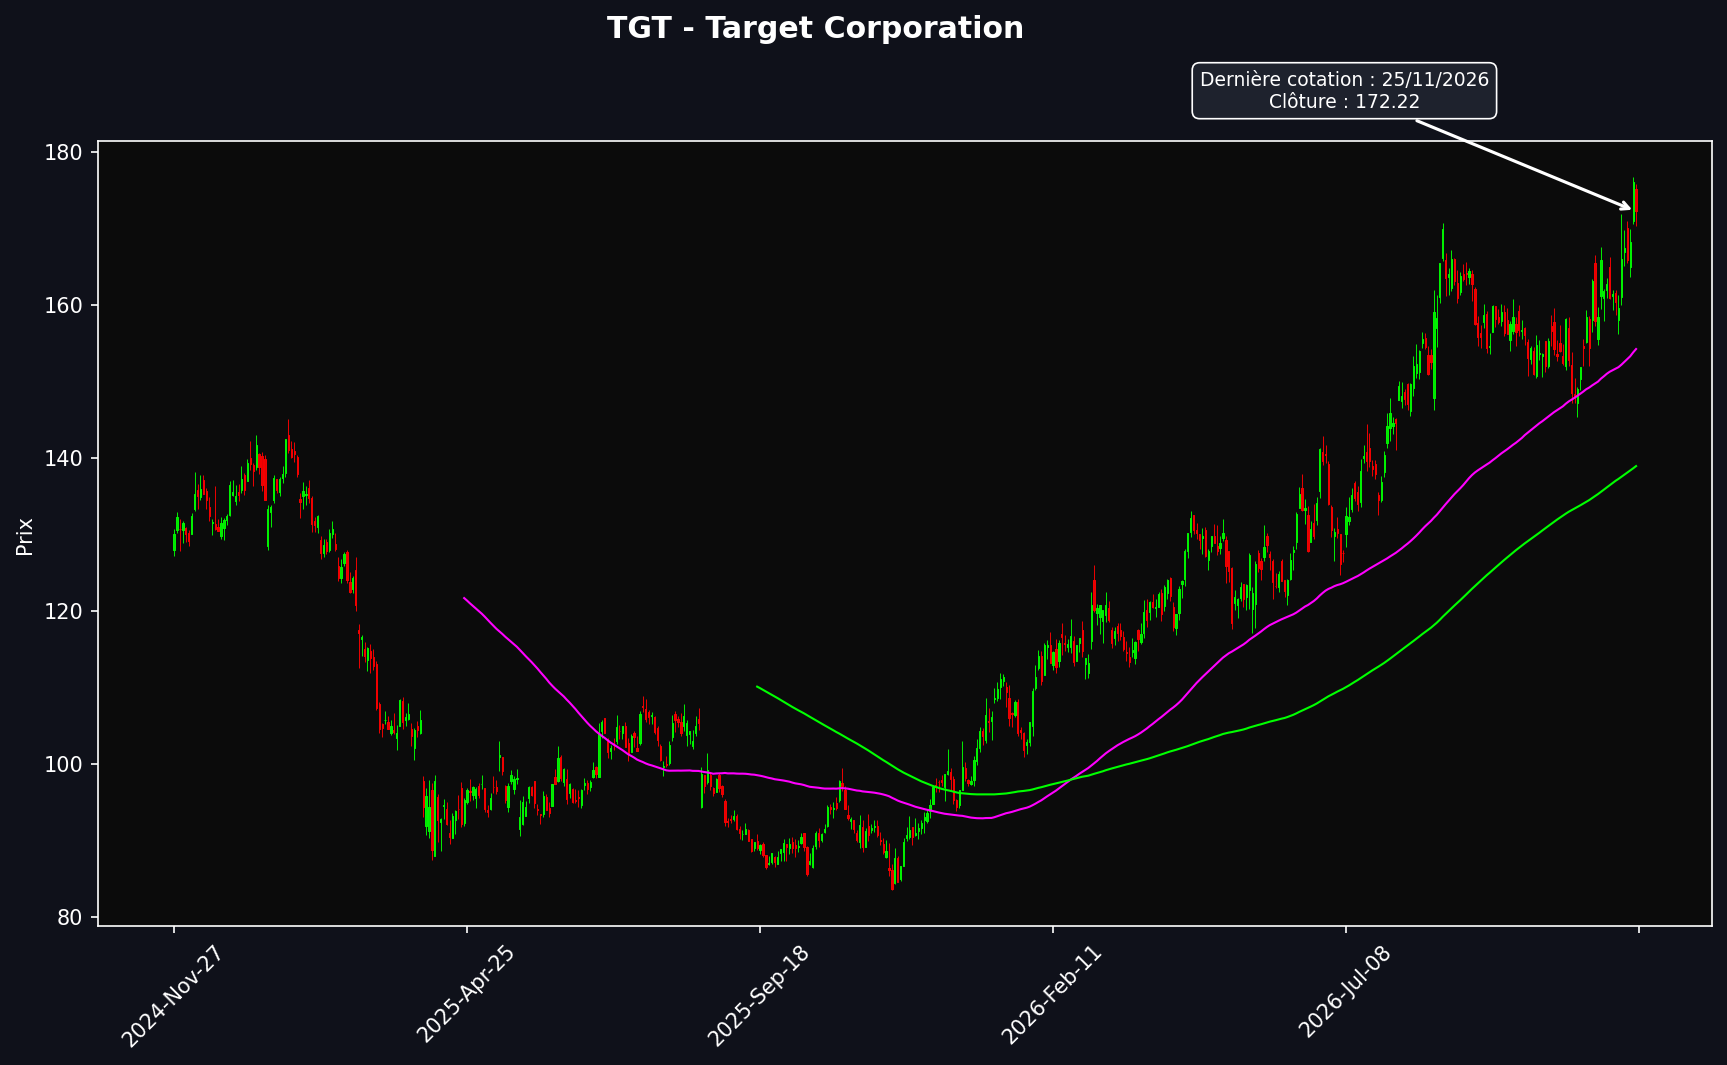 TGT - Target Corporation
Dernière cotation : 25/11/2026
Clôture : 172.22
180
160
140
120
100
80
Prix
2024-Nov-27
2025-Apr-25
2025-Sep-18
2026-Feb-11
2026-Jul-08